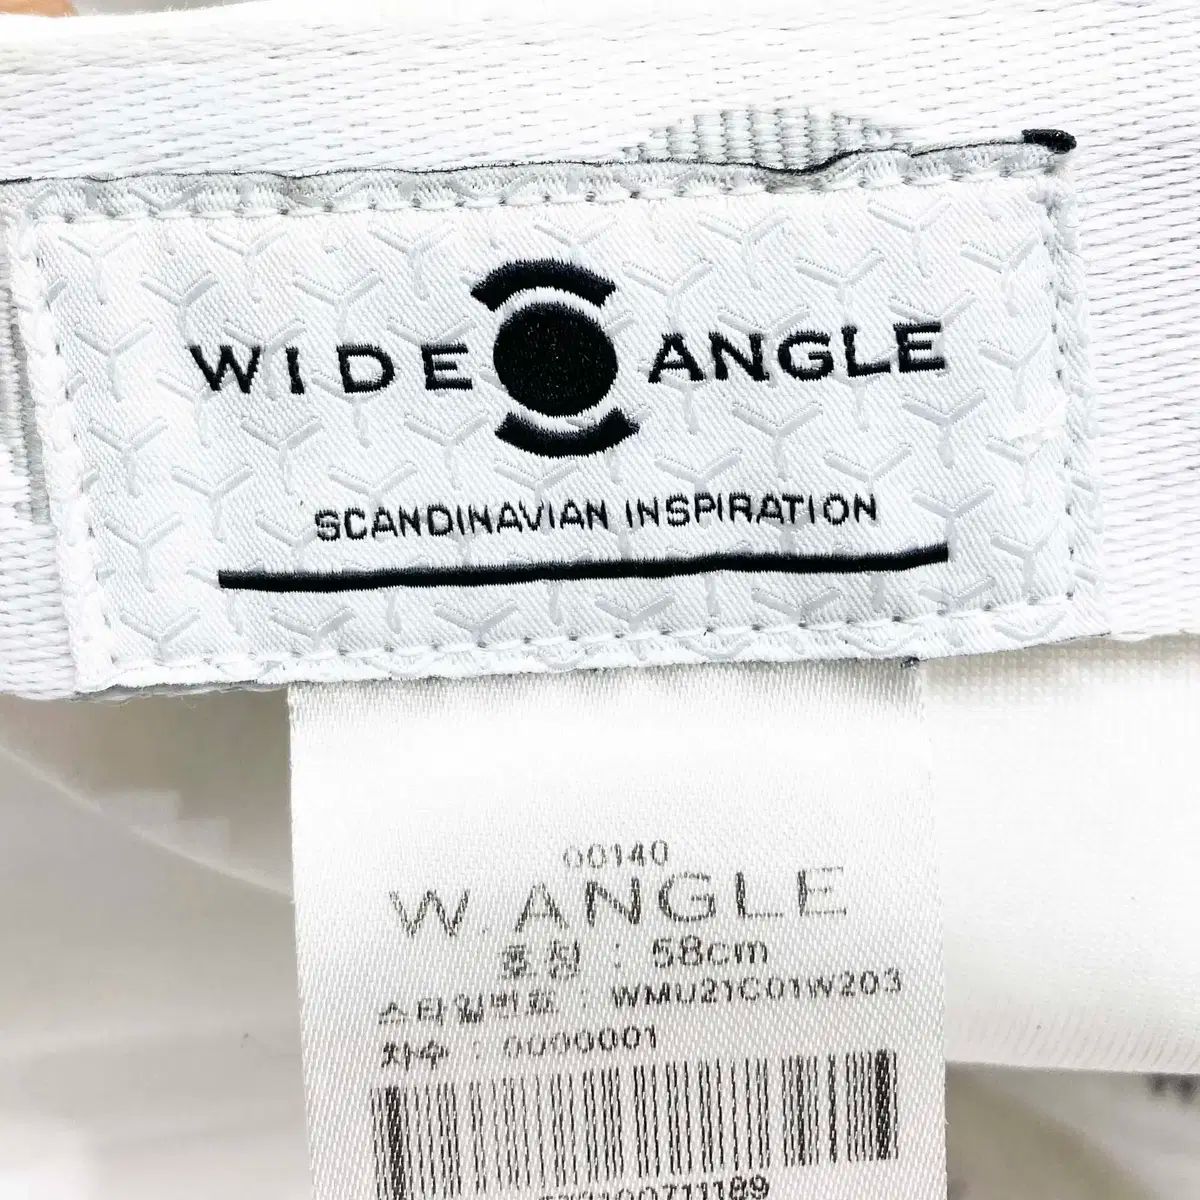 WIDE ANGLE
SCANDINAVIAN INSPIRATION
00140
W.ANGLE
호칭 : 58cm
스타일번호 : WMU21C01W203
차수 : 0000001